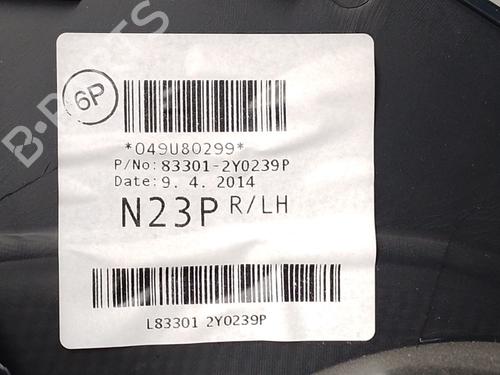 6P
*049U80299*
P/No: 83301-2Y0239P
Date: 9. 4. 2014
N23P R/LH
L83301 2Y0239P
B-PARTS